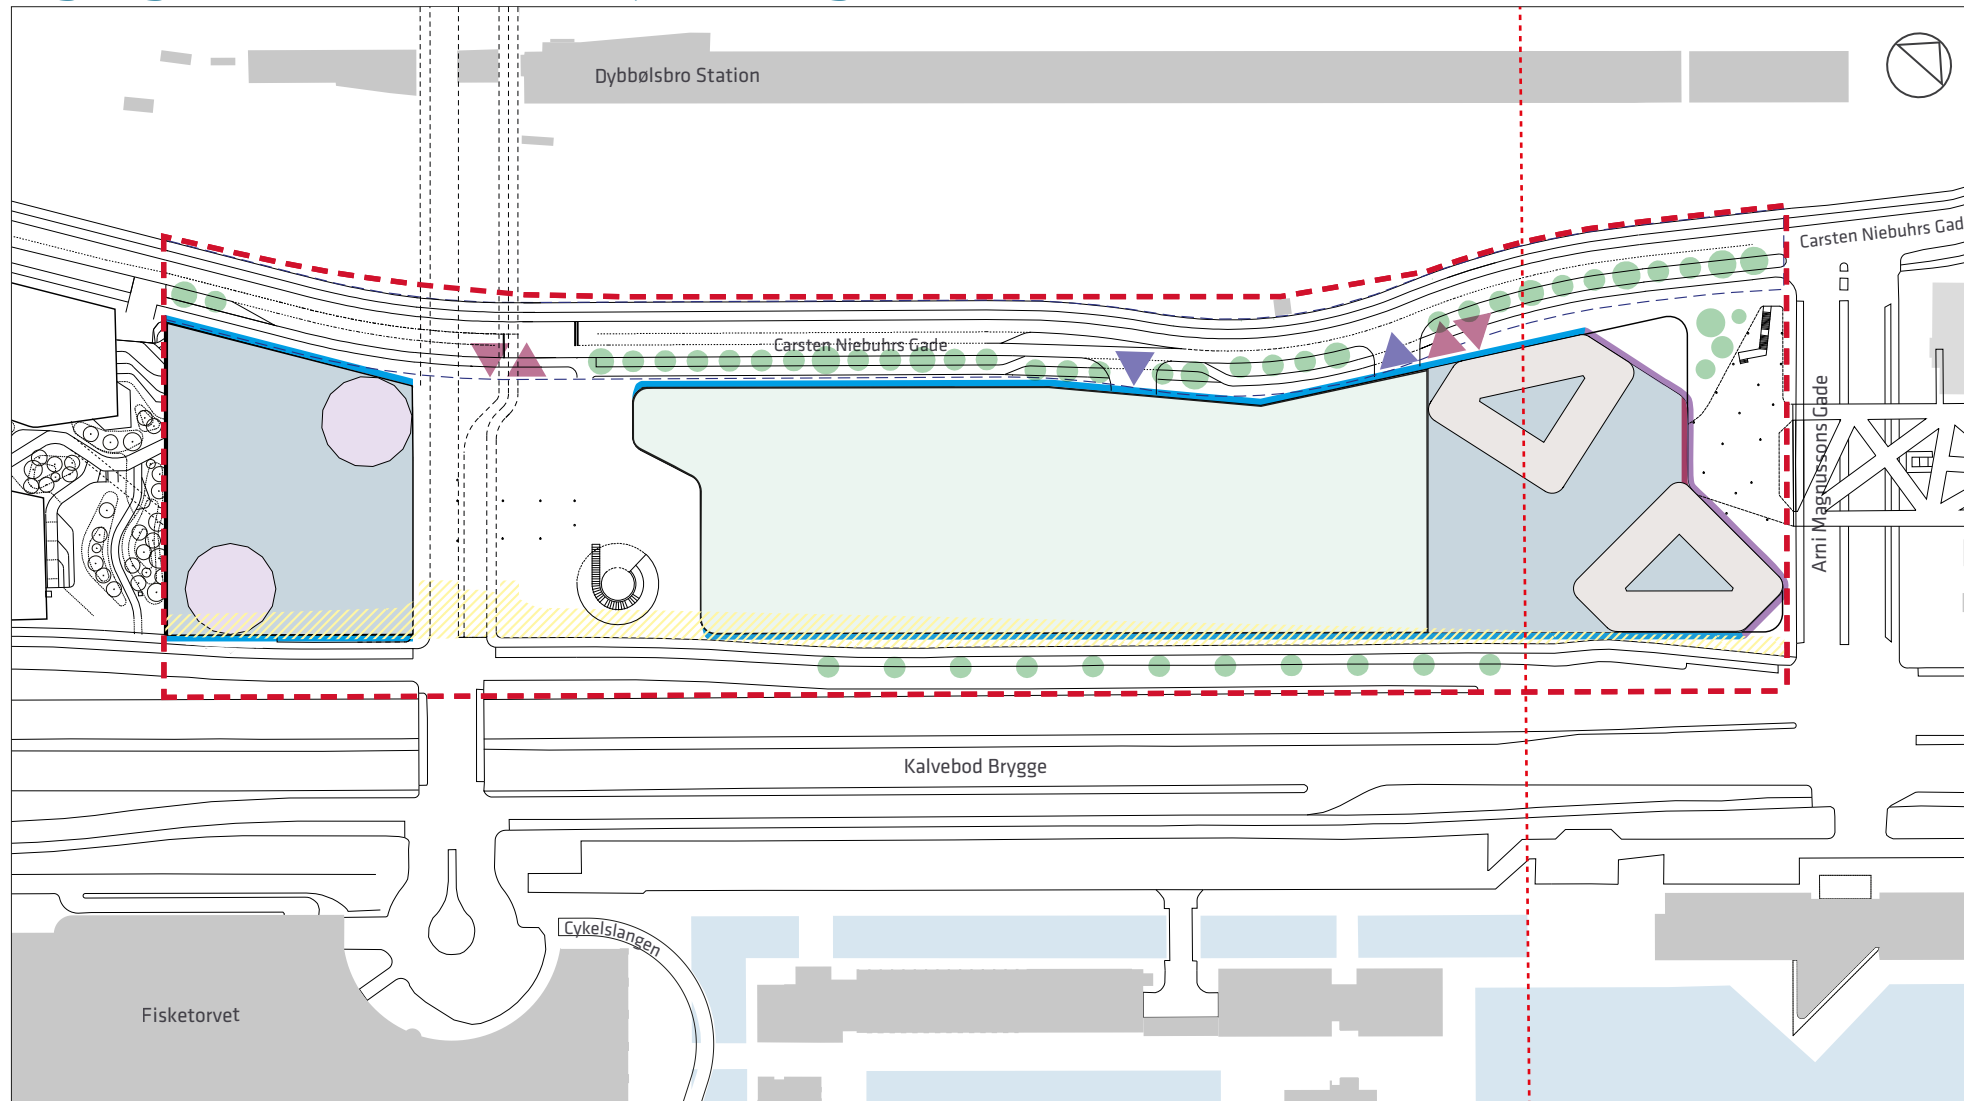 Dybbølsbro Station
Carsten Niebuhrs Gad
Carsten Niebuhrs Gade
Arni Magnussons Gade
Kalvebod Brygge
Cykelslangen
Fisketorvet